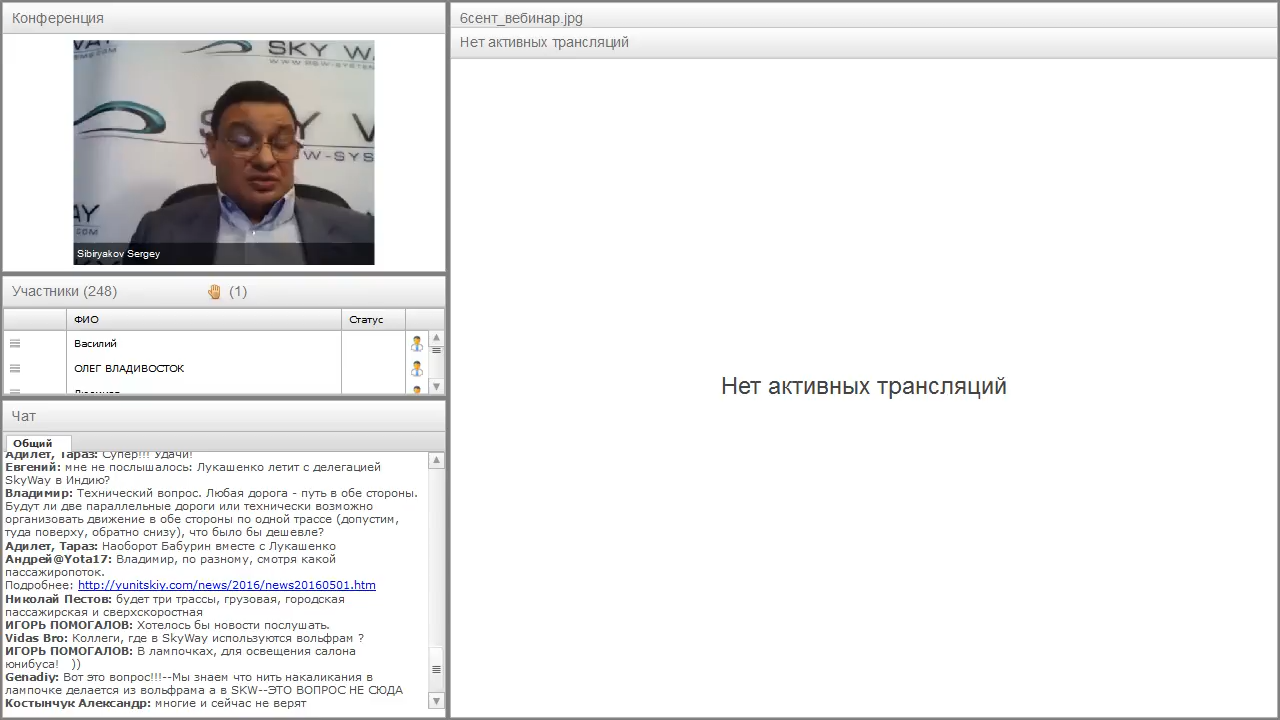 Конференция
SKY W
WWW.RSW-SYSTEM
WAY
SKY W
W-SYS
WAY
Sibiryakov Sergey
Участники (248)
(1)
ФИО
Статус
Василий
ОЛЕГ ВЛАДИВОСТОК
Чат
Общий
Адилет, Тараз: Супер!!! Удачи!
Евгений: мне не послышалось: Лукашенко летит с делегацией
SkyWay в Индию?
Владимир: Технический вопрос. Любая дорога - путь в обе стороны.
Будут ли две параллельные дороги или технически возможно
организовать движение в обе стороны по одной трассе (допустим,
туда поверху, обратно снизу), что было бы дешевле?
Адилет, Тараз: Наоборот Бабурин вместе с Лукашенко
Андрей@Yota17: Владимир, по разному, смотря какой
пассажиропоток.
Подробнее: http://yunitskiy.com/news/2016/news20160501.htm
Николай Пестов: будет три трассы, грузовая, городская
пассажирская и сверхскоростная
ИГОРЬ ПОМОГАЛОВ: Хотелось бы новости послушать.
Vidas Bro: Коллеги, где в SkyWay используются вольфрам ?
ИГОРЬ ПОМОГАЛОВ: В лампочках, для освещения салона
юнибуса! ))
Genadiy: Вот это вопрос!!!--Мы знаем что нить накаликания в
лампочке делается из вольфрама а в SKW--ЭТО ВОПРОС НЕ СЮДА
Костынчук Александр: многие и сейчас не верят
6сент_вебинар.jpg
Нет активных трансляций
Нет активных трансляций